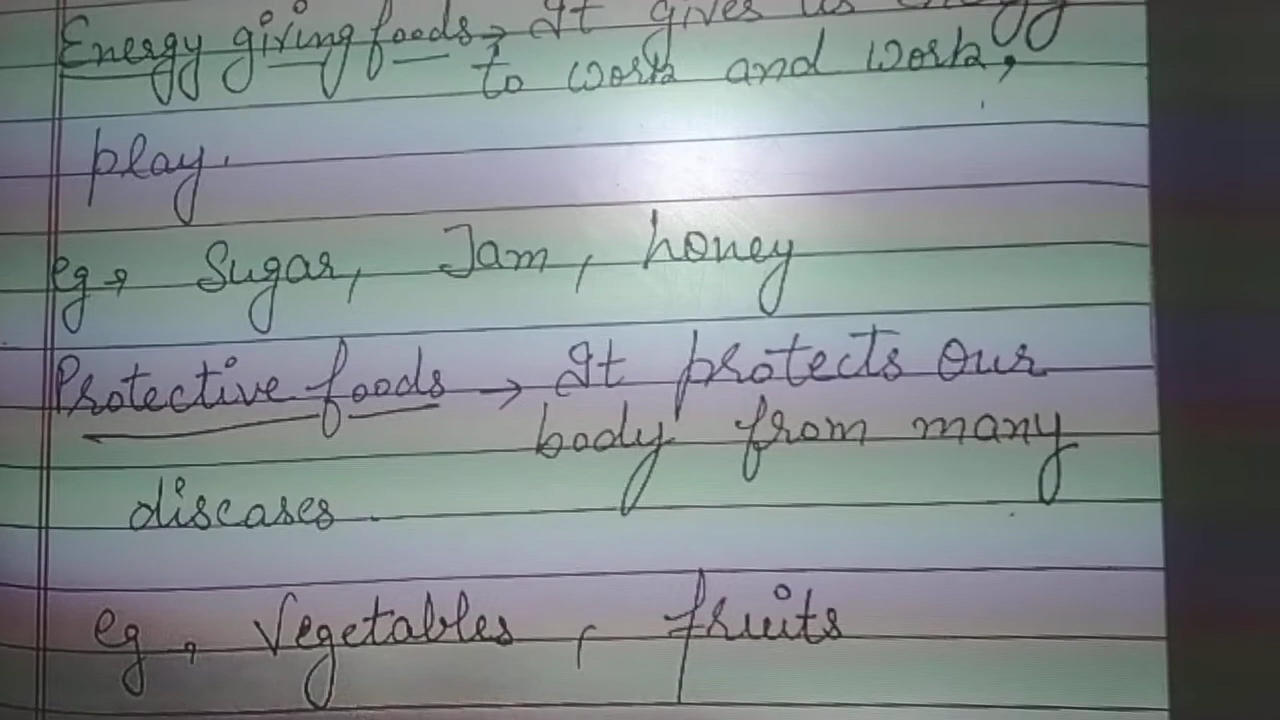 Energy giving foods → It gives us energy
to work and work,
play.
eg → Sugar, Jam, honey
Protective foods → It protects our
body from many
diseases.
eg, Vegetables, fruits